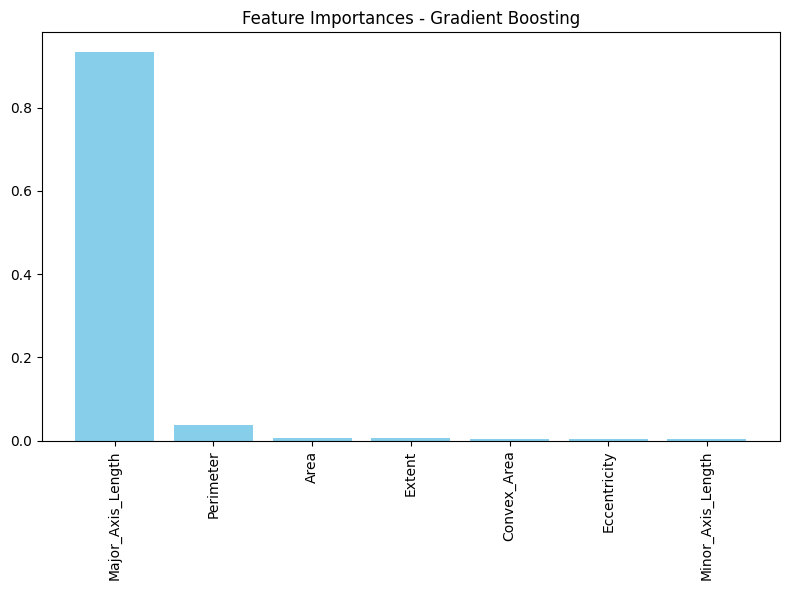 Feature Importances - Gradient Boosting
0.8
0.6
0.4
0.2
0.0
Major_Axis_Length
Perimeter
Area
Extent
Convex_Area
Eccentricity
Minor_Axis_Length